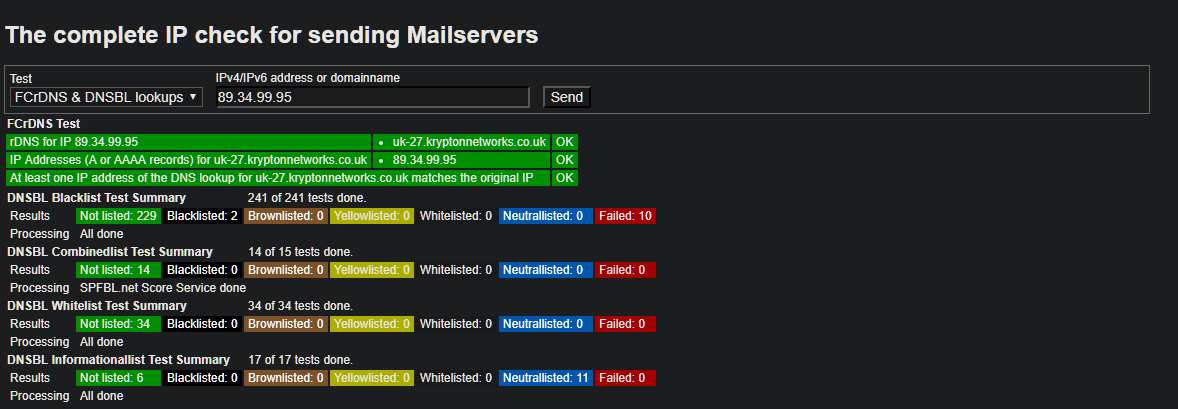 The complete IP check for sending Mailservers
Test IPv4/IPv6 address or domainname
FCrDNS & DNSBL lookups ▼ 89.34.99.95 Send
FCrDNS Test
rDNS for IP 89.34.99.95 • uk-27.kryptonnetworks.co.uk OK
IP Addresses (A or AAAA records) for uk-27.kryptonnetworks.co.uk • 89.34.99.95 OK
At least one IP address of the DNS lookup for uk-27.kryptonnetworks.co.uk matches the original IP OK
DNSBL Blacklist Test Summary 241 of 241 tests done.
Results Not listed: 229 Blacklisted: 2 Brownlisted: 0 Yellowlisted: 0 Whitelisted: 0 Neutrallisted: 0 Failed: 10
Processing All done
DNSBL Combinedlist Test Summary 14 of 15 tests done.
Results Not listed: 14 Blacklisted: 0 Brownlisted: 0 Yellowlisted: 0 Whitelisted: 0 Neutrallisted: 0 Failed: 0
Processing SPFBL.net Score Service done
DNSBL Whitelist Test Summary 34 of 34 tests done.
Results Not listed: 34 Blacklisted: 0 Brownlisted: 0 Yellowlisted: 0 Whitelisted: 0 Neutrallisted: 0 Failed: 0
Processing All done
DNSBL Informationallist Test Summary 17 of 17 tests done.
Results Not listed: 6 Blacklisted: 0 Brownlisted: 0 Yellowlisted: 0 Whitelisted: 0 Neutrallisted: 11 Failed: 0
Processing All done